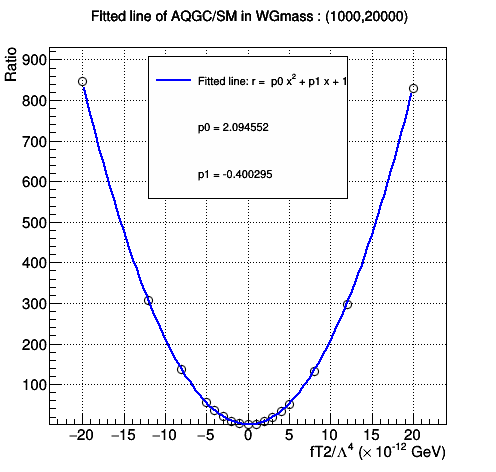 FItted line of AQGC/SM in WGmass : (1000,20000)
Ratio
900
800
700
600
500
400
300
200
100
Fitted line: r = p0 x² + p1 x + 1
p0 = 2.094552
p1 = -0.400295
−20 −15 −10 −5 0 5 10 15 20
fT2/Λ⁴ (× 10⁻¹² GeV)